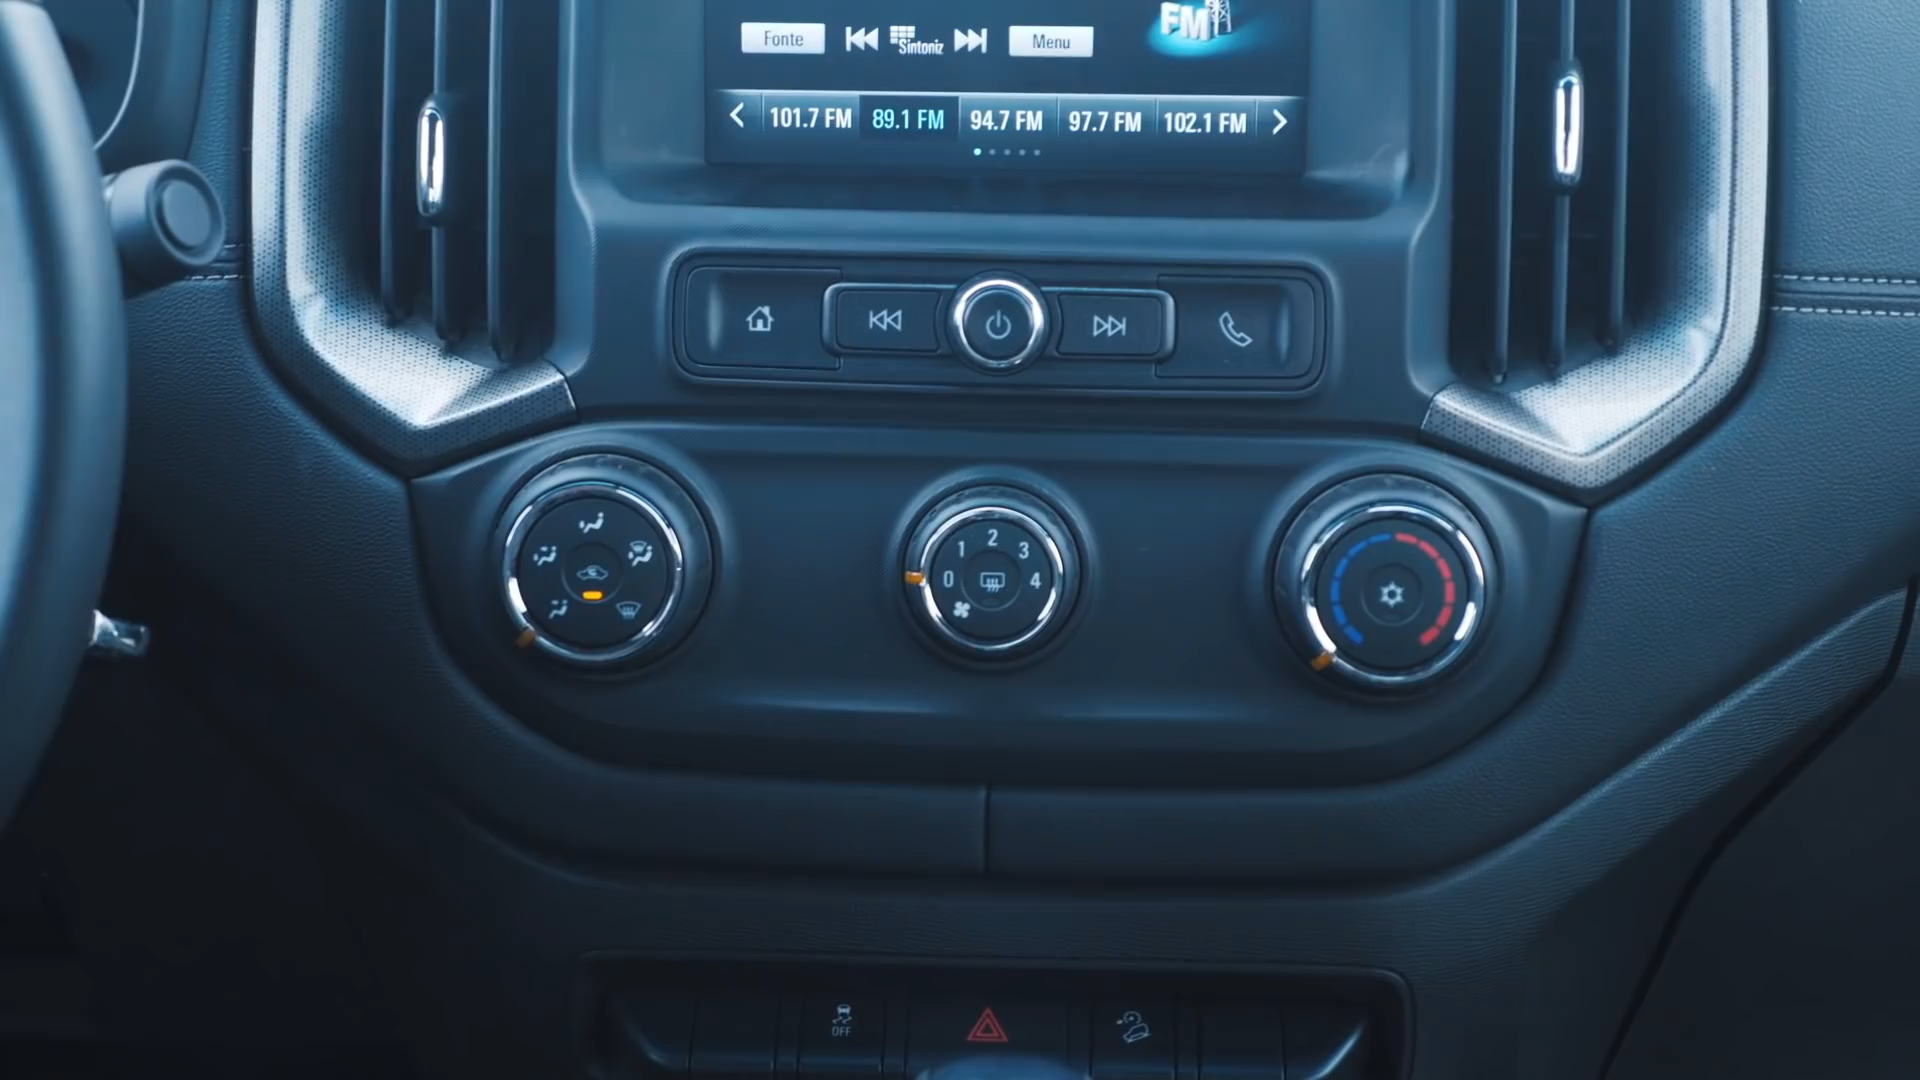 FM
Fonte Sintoniz Menu
101.7 FM 89.1 FM 94.7 FM 97.7 FM 102.1 FM
0 1 2 3 4
OFF